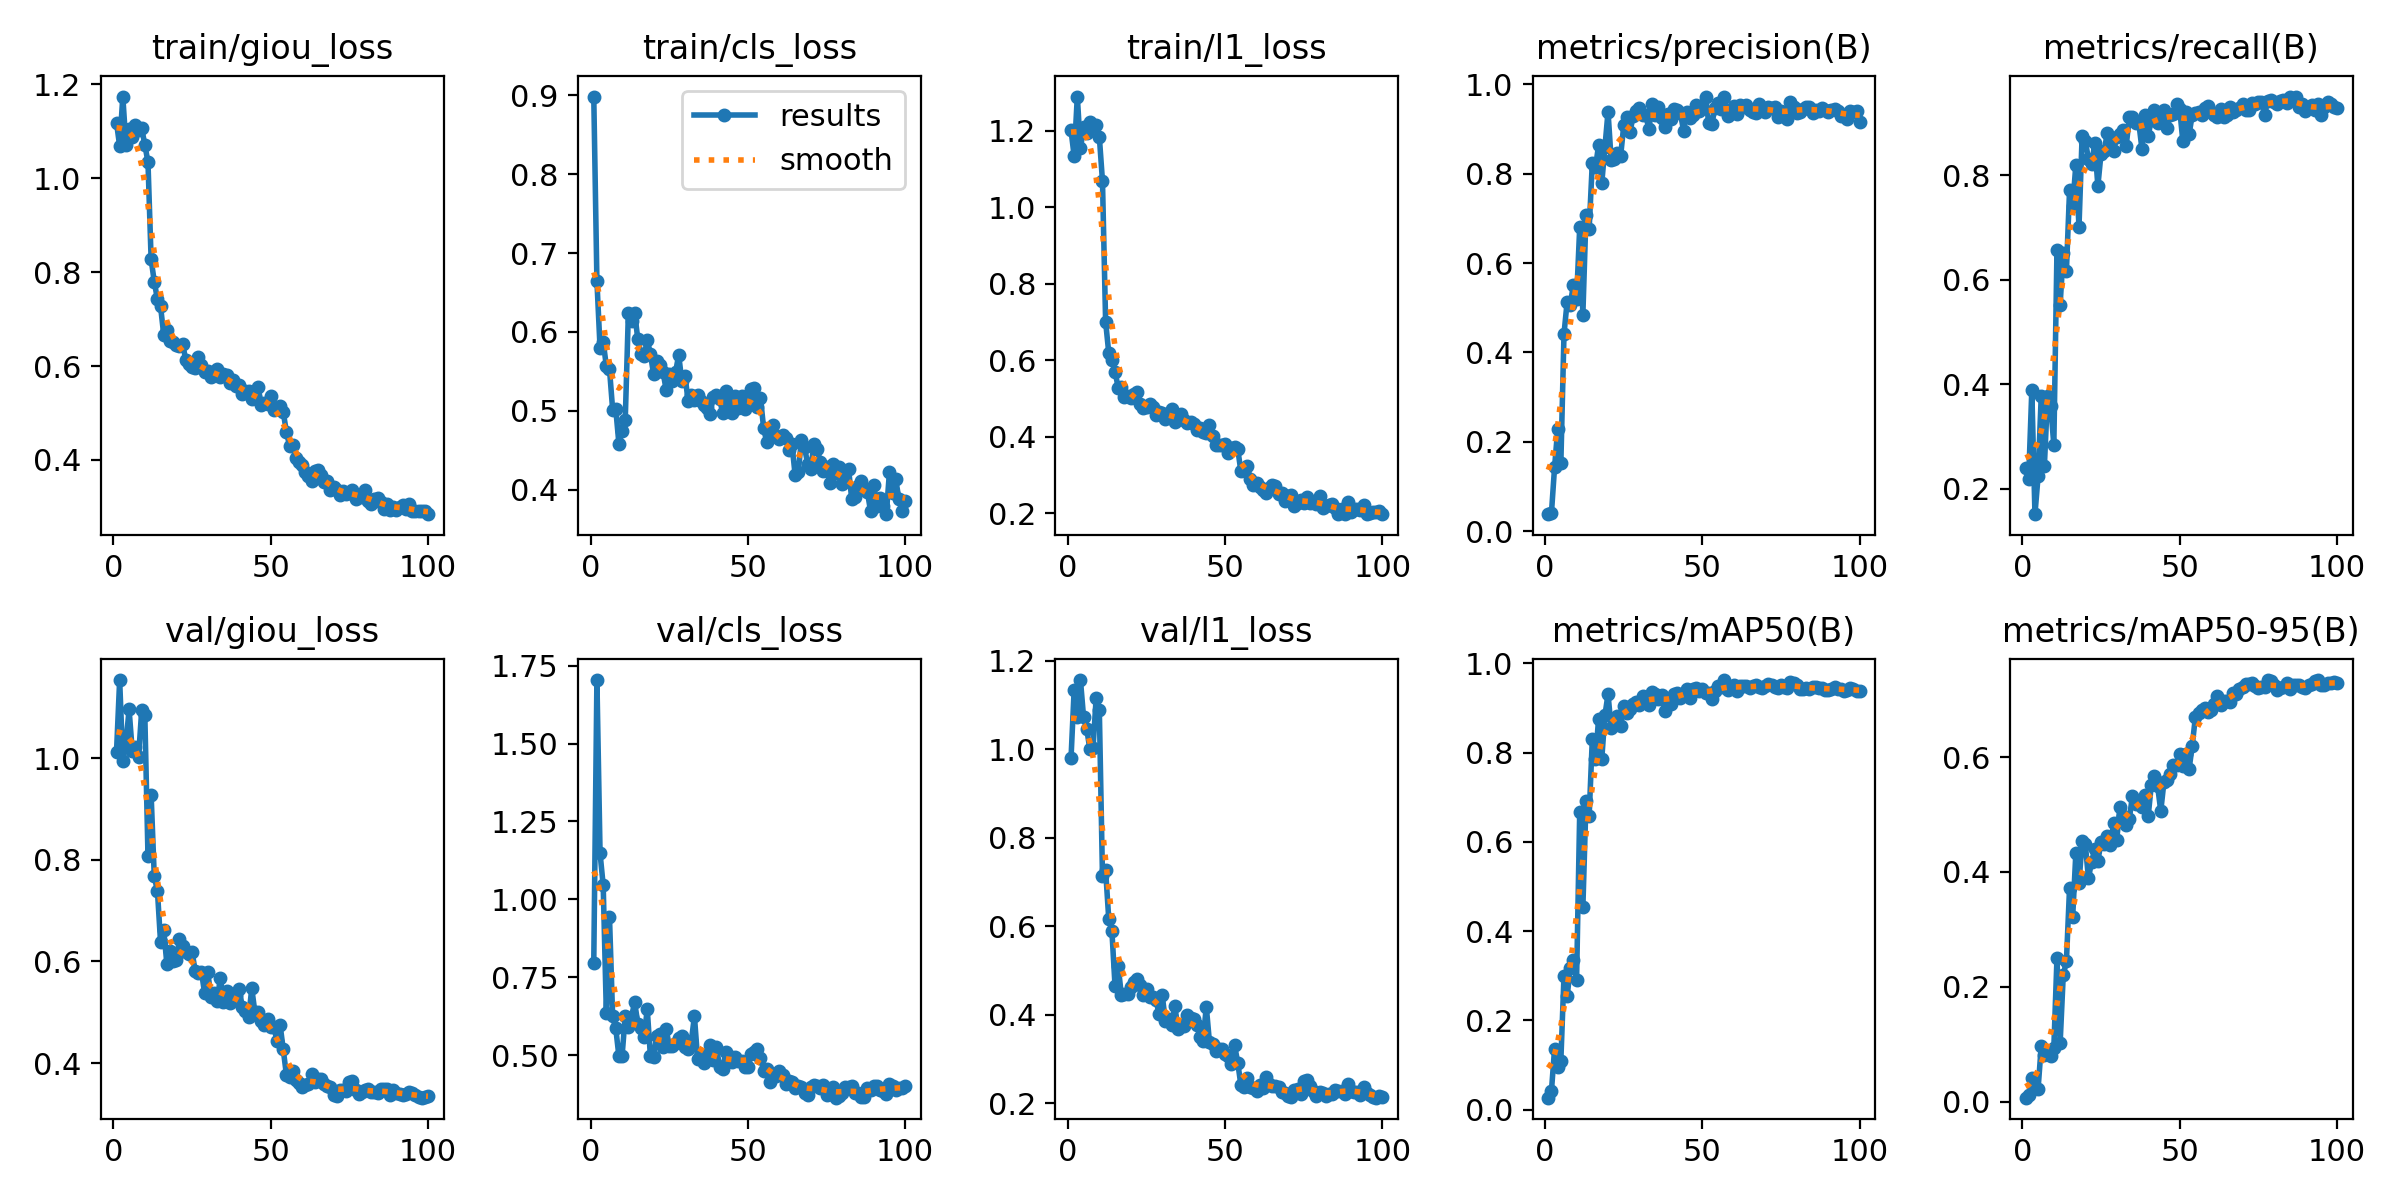 train/giou_loss
1.2
1.0
0.8
0.6
0.4
0 50 100
train/cls_loss
0.9
0.8
0.7
0.6
0.5
0.4
results
smooth
0 50 100
train/l1_loss
1.2
1.0
0.8
0.6
0.4
0.2
0 50 100
metrics/precision(B)
1.0
0.8
0.6
0.4
0.2
0.0
0 50 100
metrics/recall(B)
0.8
0.6
0.4
0.2
0 50 100
val/giou_loss
1.0
0.8
0.6
0.4
0 50 100
val/cls_loss
1.75
1.50
1.25
1.00
0.75
0.50
0 50 100
val/l1_loss
1.2
1.0
0.8
0.6
0.4
0.2
0 50 100
metrics/mAP50(B)
1.0
0.8
0.6
0.4
0.2
0.0
0 50 100
metrics/mAP50-95(B)
0.6
0.4
0.2
0.0
0 50 100